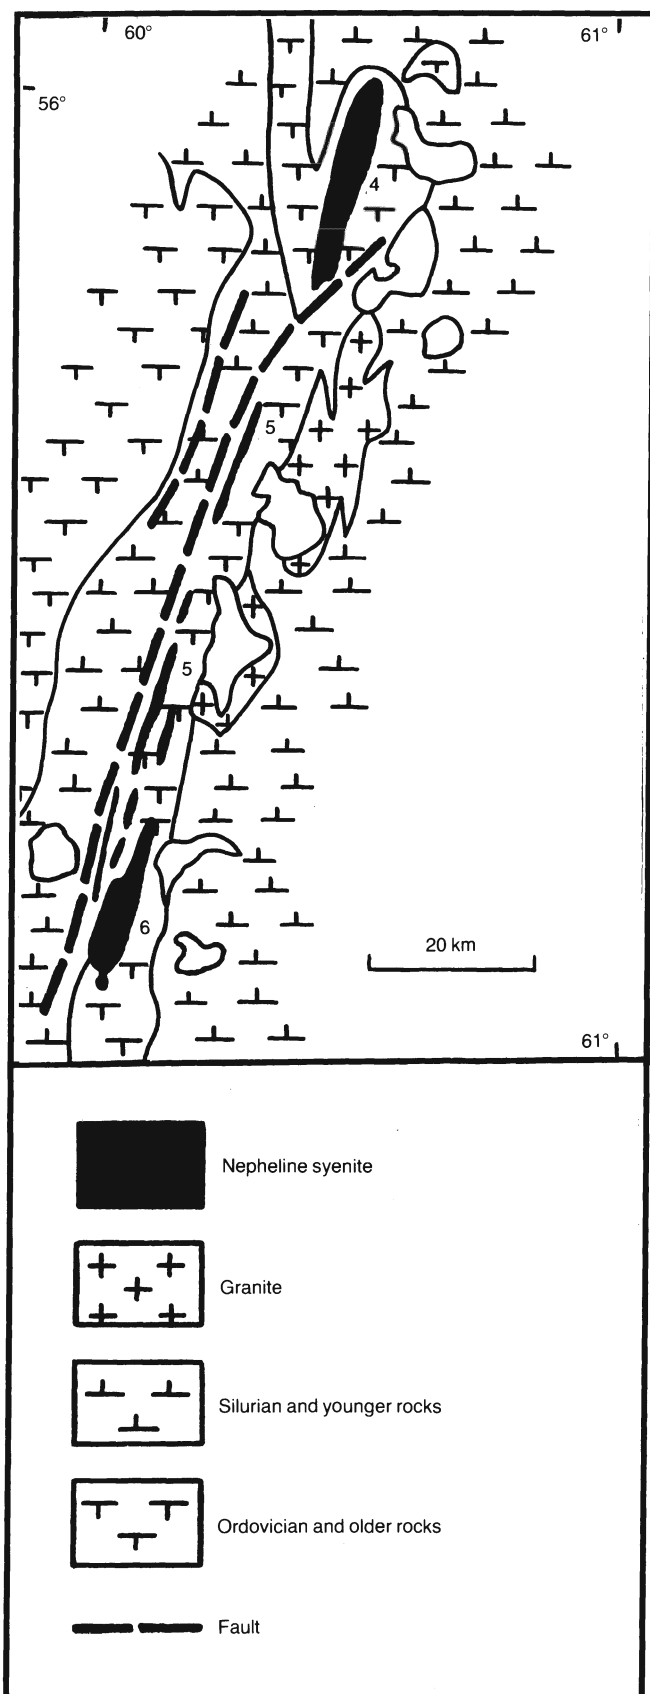 60°
61°
56°
4
5
5
6
20 km
61°
Nepheline syenite
Granite
Silurian and younger rocks
Ordovician and older rocks
Fault